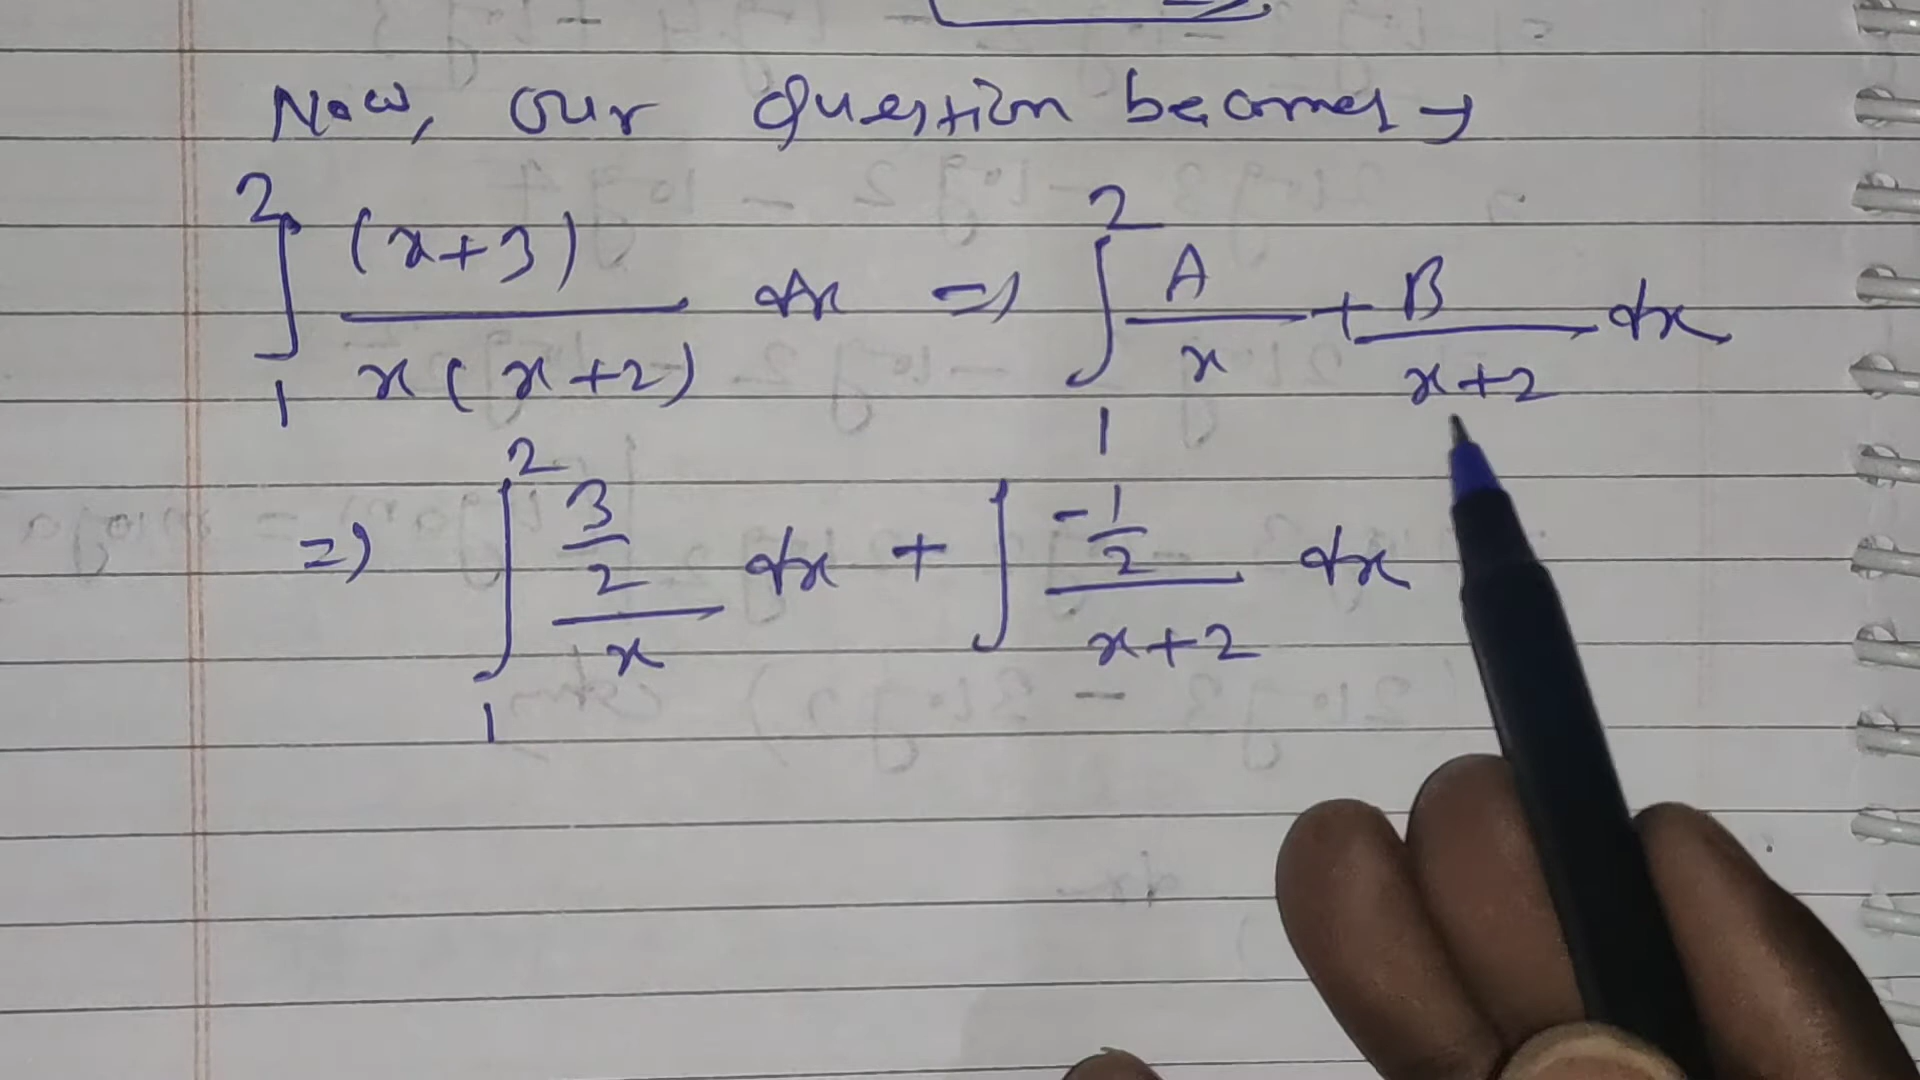 Now, our question becomes →
∫₁² (x+3)/x(x+2) dx => ∫₁² A/x + B/x+2 dx
=> ∫₁² 3/2/x dx + ∫ -1/2/x+2 dx